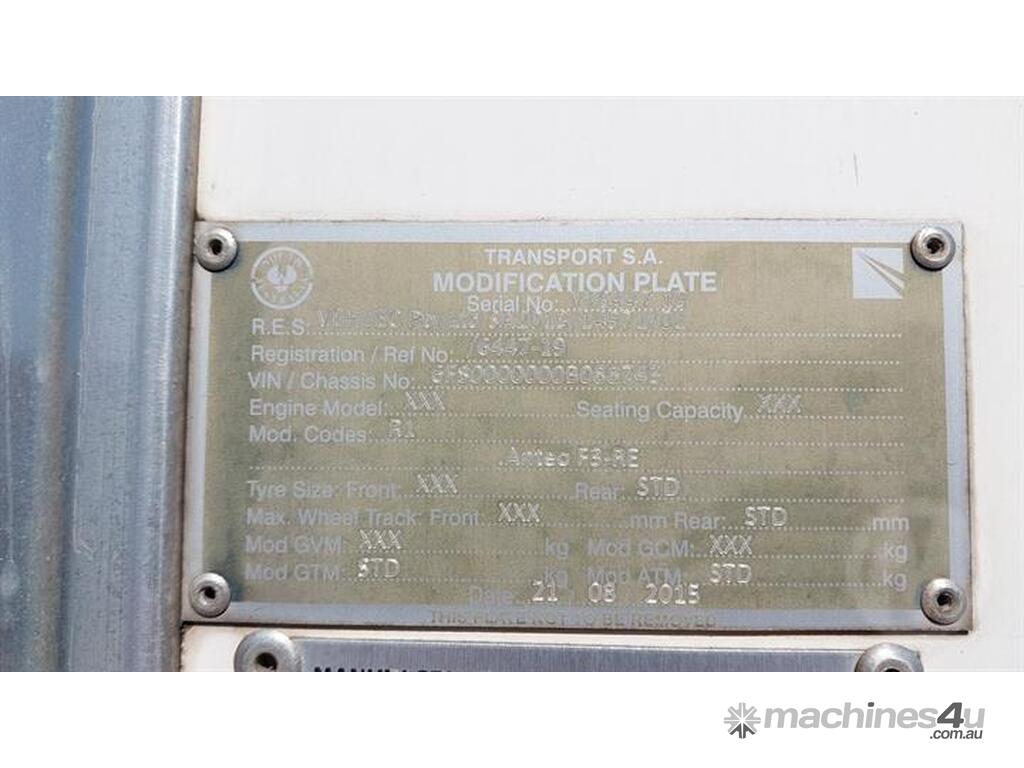 TRANSPORT S.A.
MODIFICATION PLATE
Serial No:
R.E.S:
Registration / Ref No: 76447-19
VIN / Chassis No:
Engine Model: XXX Seating Capacity XXX
Mod. Codes: R1
Anteo F3-RE
Tyre Size: Front: XXX Rear: STD
Max. Wheel Track: Front XXX mm Rear: STD mm
Mod GVM: XXX kg Mod GCM: XXX kg
Mod GTM: STD kg Mod ATM: STD kg
Date: 21 08 2015
THIS PLATE NOT TO BE REMOVED
machines4u
.com.au